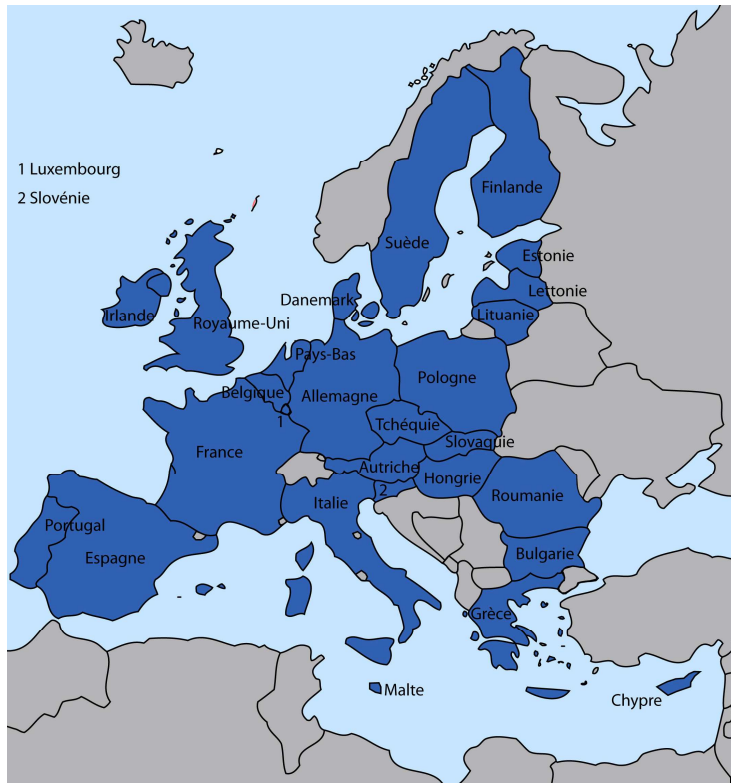 1 Luxembourg
2 Slovénie
Finlande
Suède
Estonie
Lettonie
Lituanie
Danemark
Irlande
Royaume-Uni
Pays-Bas
Pologne
Belgique
Allemagne
1
Tchéquie
Slovaquie
France
Autriche
Hongrie
2
Roumanie
Italie
Portugal
Espagne
Bulgarie
Grèce
Malte
Chypre